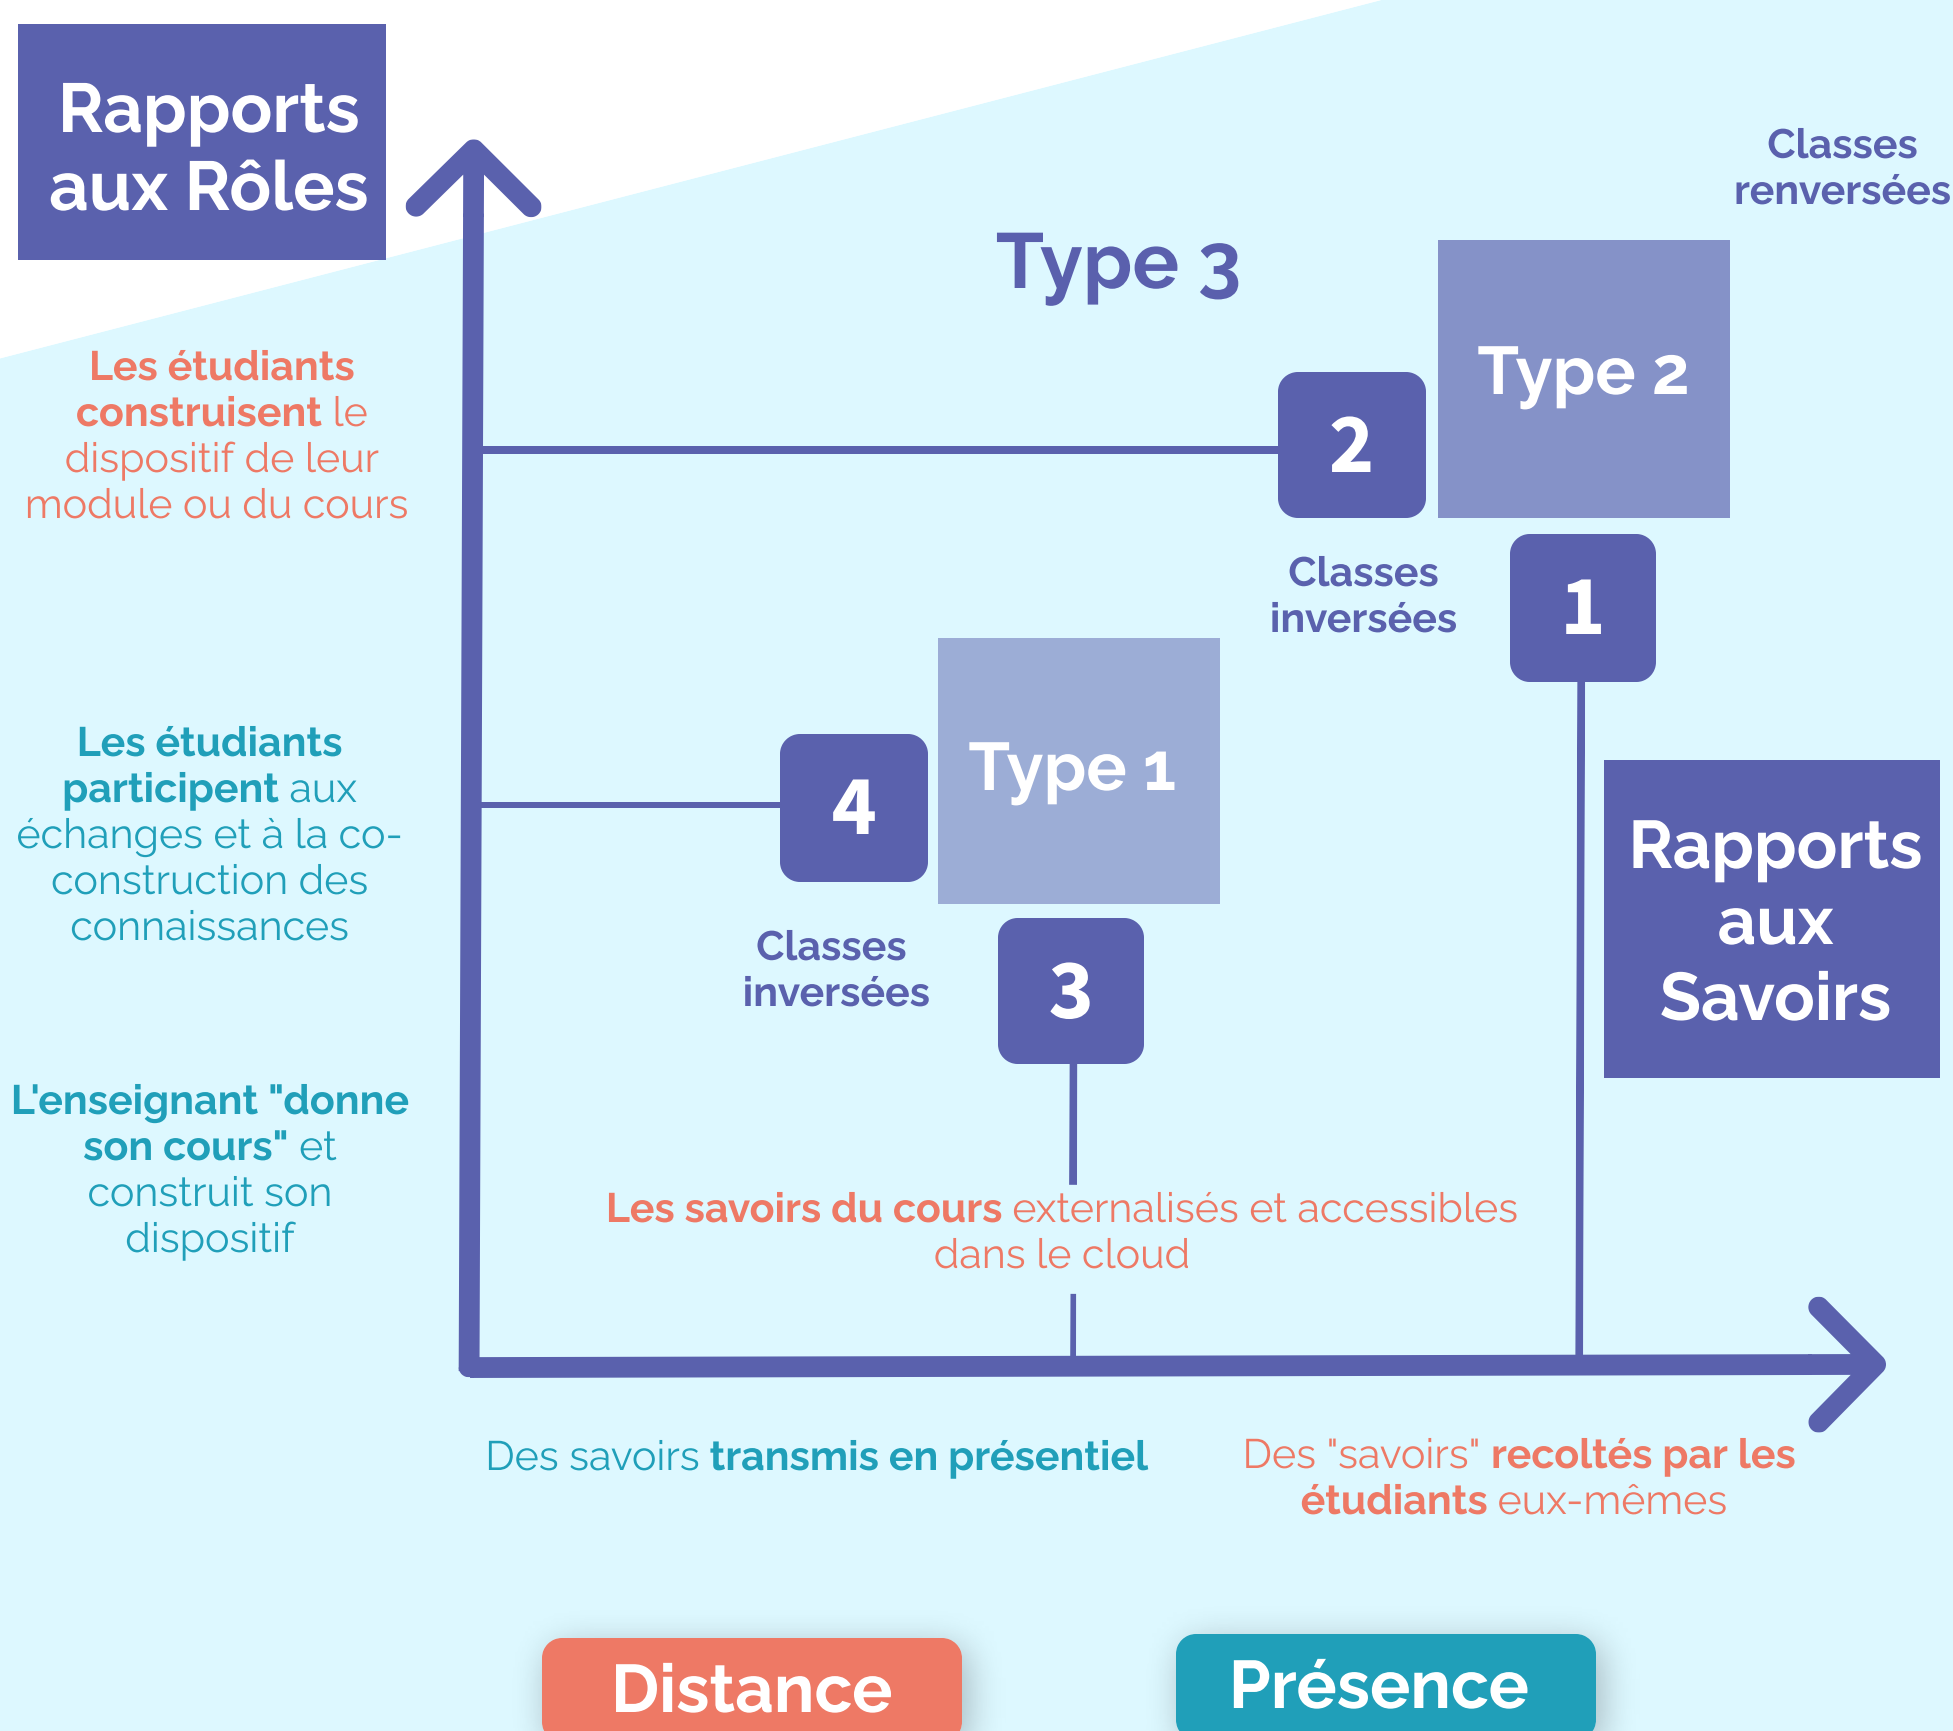 Rapports
aux Rôles
Classes
renversées
Type 3
Type 2
Les étudiants
construisent le
dispositif de leur
module ou du cours
2
Classes
inversées
1
Type 1
Les étudiants
participent aux
échanges et à la co-
construction des
connaissances
4
Rapports
aux
Savoirs
Classes
inversées
3
L'enseignant "donne
son cours" et
construit son
dispositif
Les savoirs du cours externalisés et accessibles
dans le cloud
Des savoirs transmis en présentiel
Des "savoirs" recoltés par les
étudiants eux-mêmes
Distance
Présence